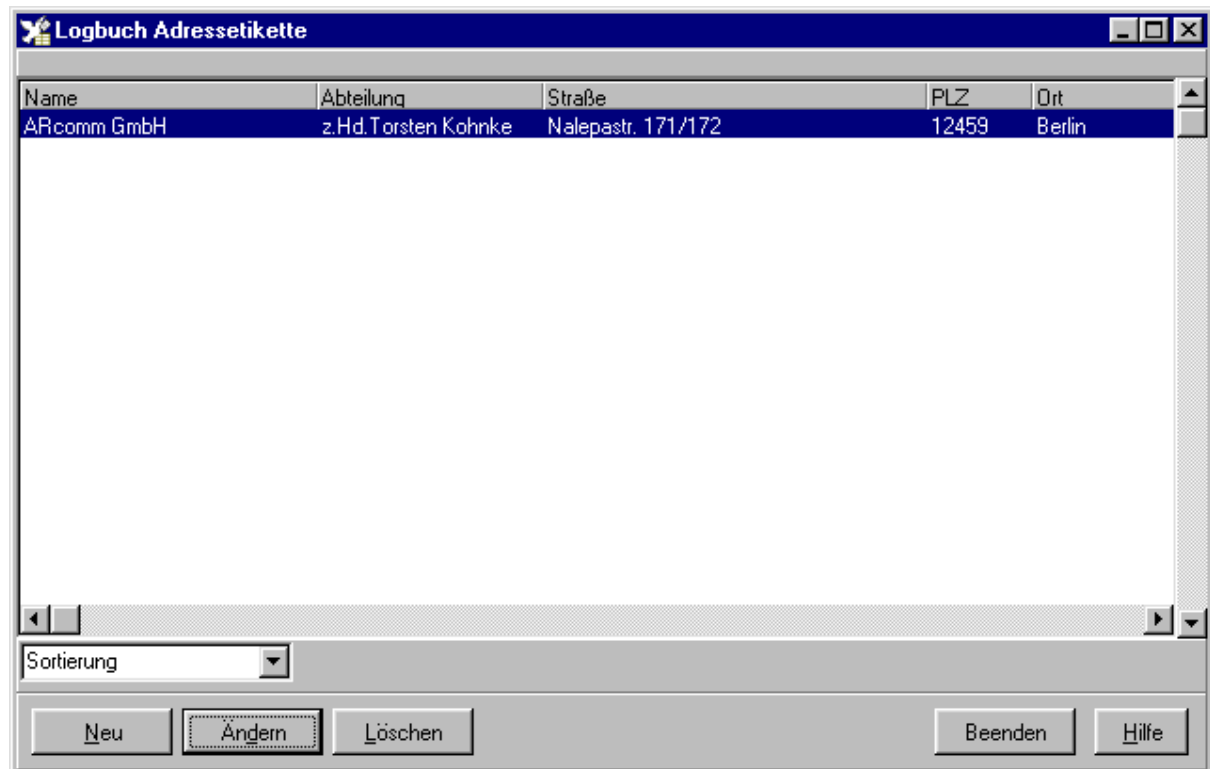 Logbuch Adressetikette
Name Abteilung Straße PLZ Ort
ARcomm GmbH z.Hd.Torsten Kohnke Nalepastr. 171/172 12459 Berlin
Sortierung
Neu Ändern Löschen Beenden Hilfe